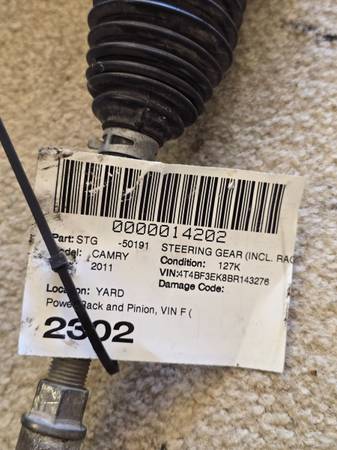 0000014202
Part: STG -50191 STEERING GEAR (INCL. RAC
Model: CAMRY Condition: 127K
2011 VIN:4T4BF3EK8BR143276
Damage Code:
Location: YARD
Power Rack and Pinion, VIN F (
2302